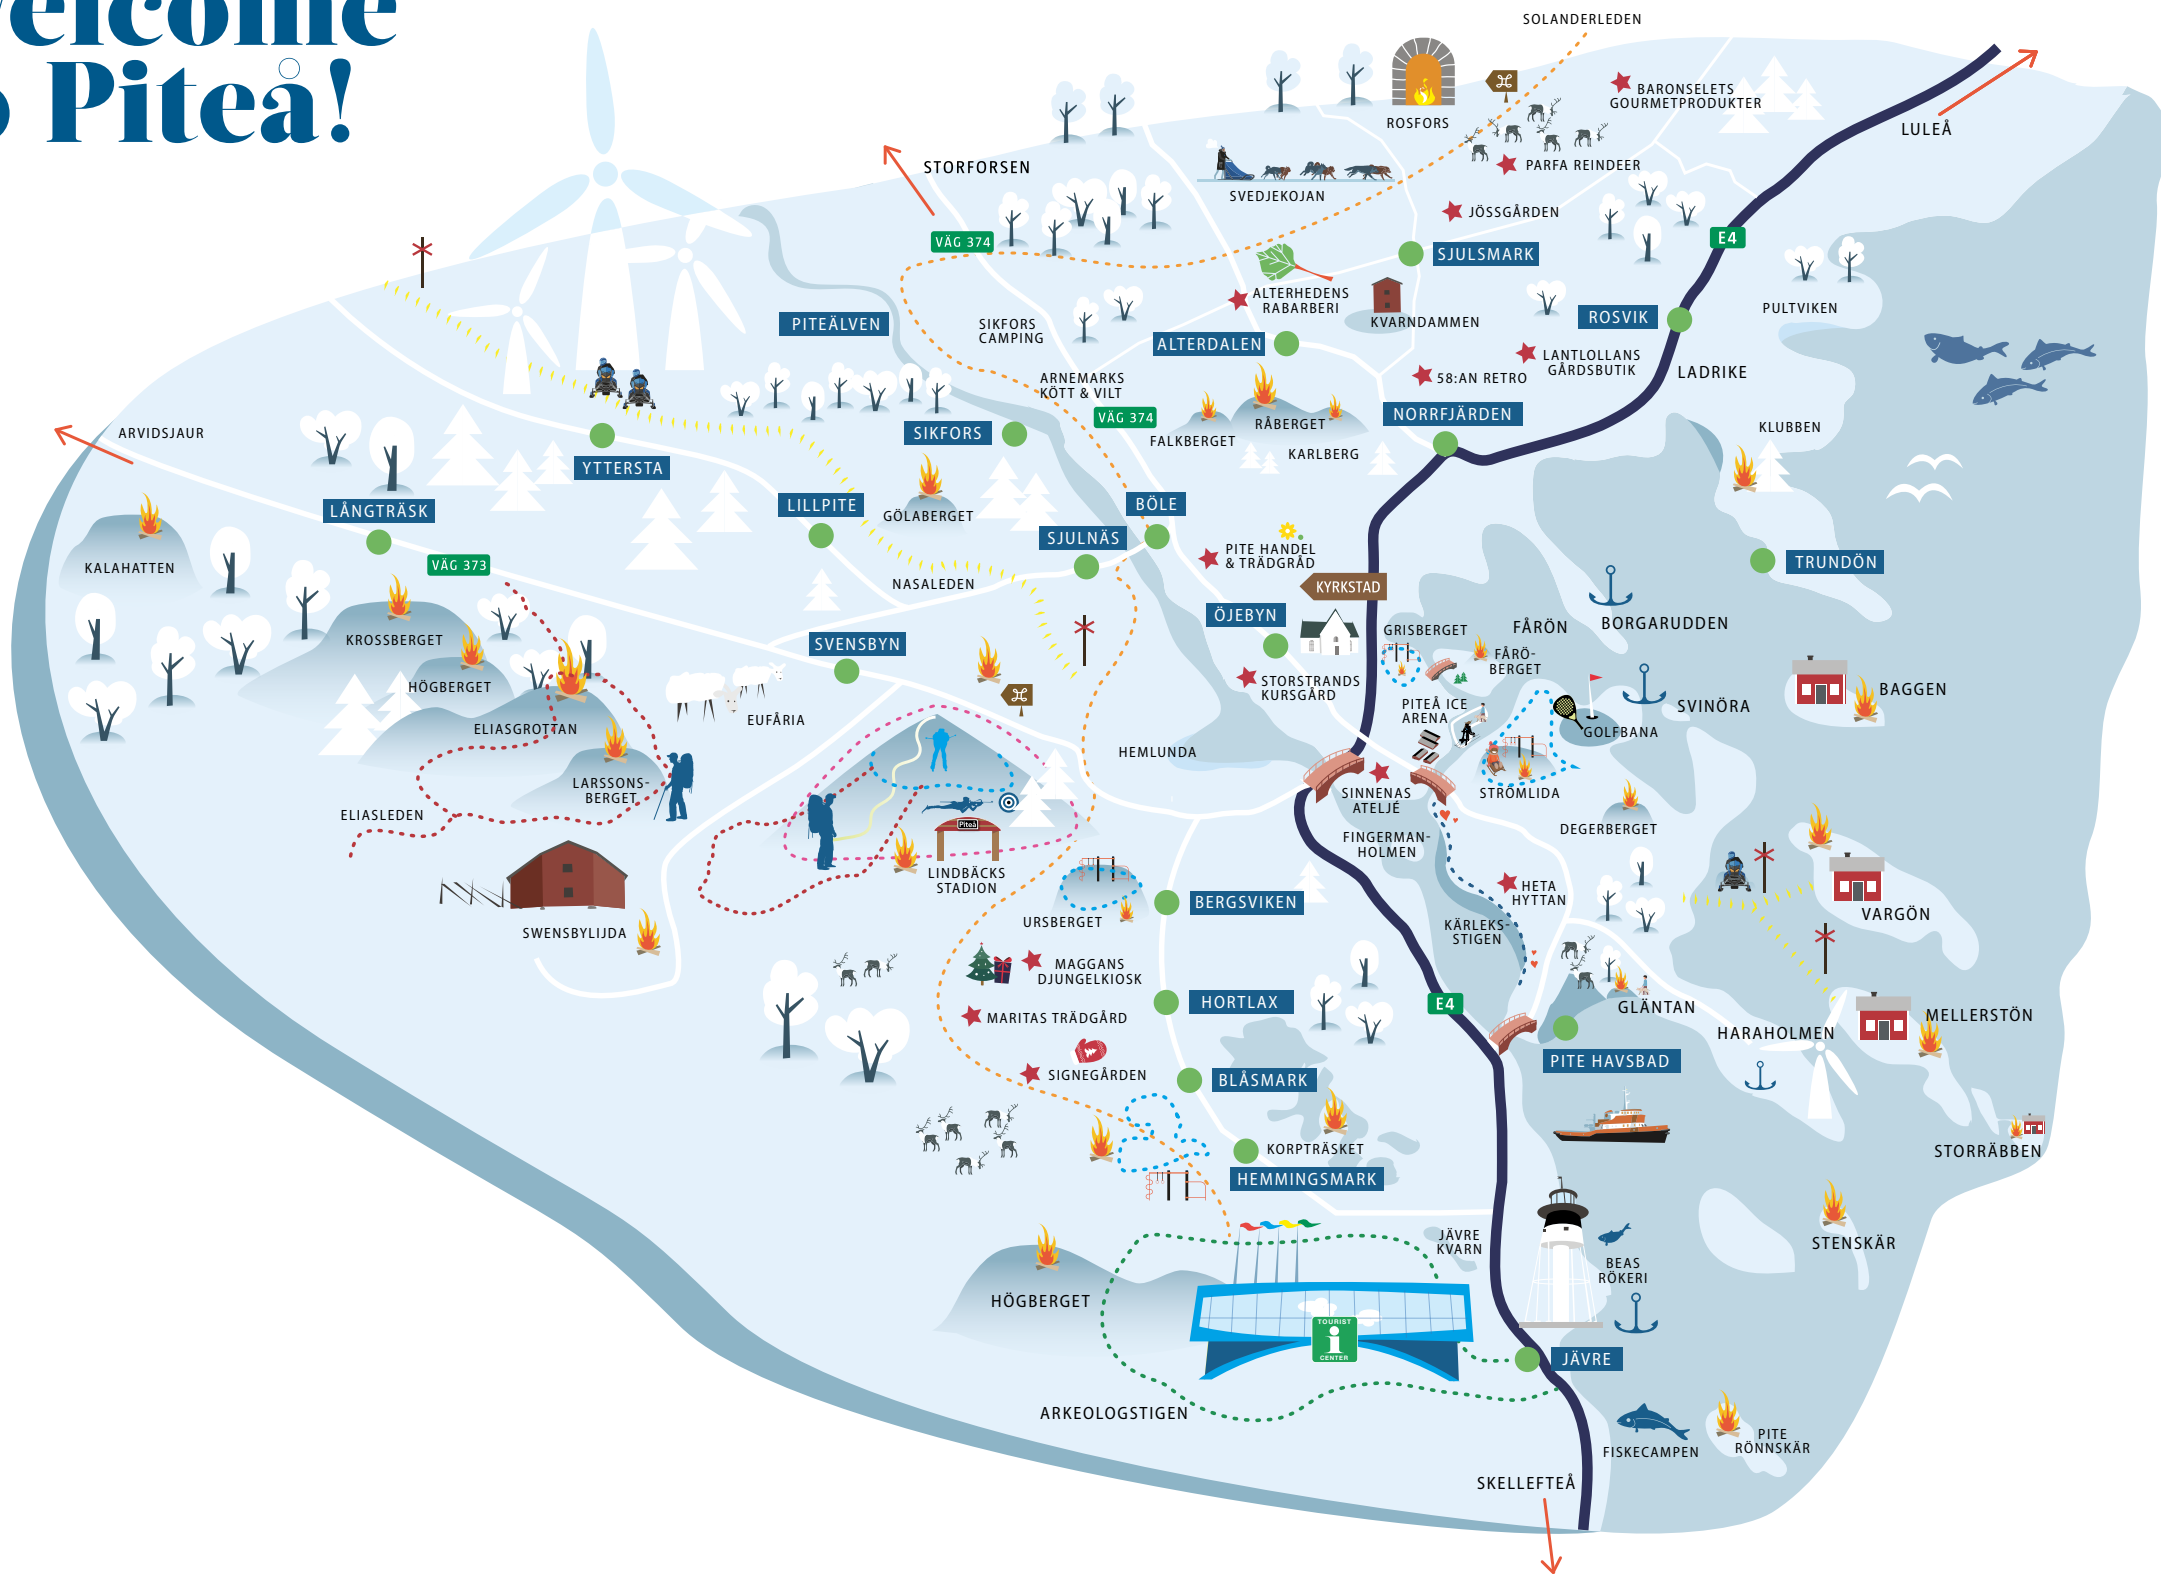 welcome
o Piteå!
SOLANDERLEDEN
ROSFORS
BARONSELETS
GOURMETPRODUKTER
LULEÅ
STORFORSEN
PARFA REINDEER
SVEDJEKOJAN
JÖSSGÅRDEN
VÄG 374
E4
SJULSMARK
ALTERHEDENS
RABARBERI
KVARNDAMMEN
PULTVIKEN
PITEÄLVEN
SIKFORS
CAMPING
ROSVIK
ALTERDALEN
LANTLOLLANS
GÅRDSBUTIK
LADRIKE
ARNEMARKS
KÖTT & VILT
58:AN RETRO
VÄG 374
NORRFJÄRDEN
FALKBERGET
RÅBERGET
KARLBERG
KLUBBEN
ARVIDSJAUR
SIKFORS
YTTERSTA
LÅNGTRÄSK
LILLPITE
GÖLABERGET
BÖLE
SJULNÄS
KALAHATTEN
VÄG 373
NASALEDEN
PITE HANDEL
& TRÄDGRÅD
KYRKSTAD
TRUNDÖN
ÖJEBYN
GRISBERGET
FÅRÖN
BORGARUDDEN
KROSSBERGET
SVENSBYN
FÅRÖ-
BERGET
HÖGBERGET
STORSTRANDS
KURSGÅRD
PITEÅ ICE
ARENA
SVINÖRA
BAGGEN
EUFÅRIA
ELIASGROTTAN
GOLFBANA
HEMLUNDA
LARSSONS-
BERGET
SINNENAS
ATELJÉ
STRÖMLIDA
ELIASLEDEN
Piteå
FINGERMAN-
HOLMEN
DEGERBERGET
LINDBÄCKS
STADION
HETA
HYTTAN
BERGSVIKEN
URSBERGET
VARGÖN
SWENSBYLIJDA
KÄRLEKS-
STIGEN
MAGGANS
DJUNGELKIOSK
HORTLAX
E4
GLÄNTAN
MARITAS TRÄDGÅRD
HARAHOLMEN
MELLERSTÖN
PITE HAVSBAD
SIGNEGÅRDEN
BLÅSMARK
KORPTRÄSKET
STORRÄBBEN
HEMMINGSMARK
JÄVRE
KVARN
STENSKÄR
BEAS
RÖKERI
HÖGBERGET
TOURIST
i
CENTER
JÄVRE
ARKEOLOGSTIGEN
PITE
RÖNNSKÄR
FISKECAMPEN
SKELLEFTEÅ